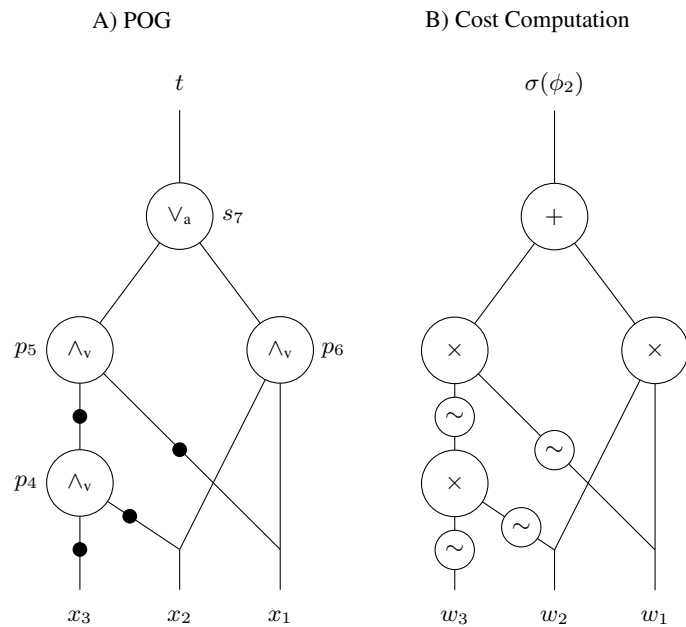 A) POG B) Cost Computation
t σ(ϕ₂)
∨ₐ s₇ +
p₅ ∧ᵥ ∧ᵥ p₆ × ×
~ ~
p₄ ∧ᵥ × ~
~
x₃ x₂ x₁ w₃ w₂ w₁